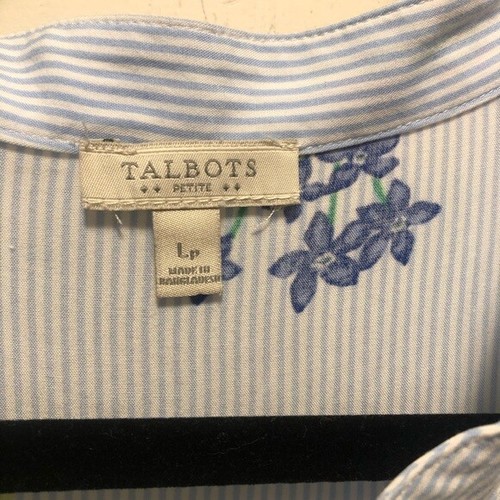 TALBOTS
PETITE
Lp
MADE IN
BANGLADESH